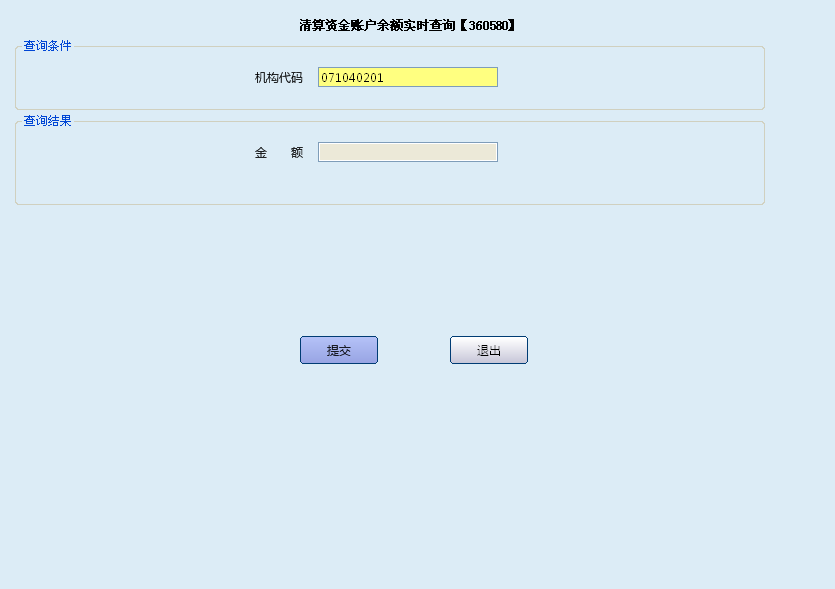 清算资金账户余额实时查询【360580】
查询条件
机构代码 071040201
查询结果
金 额
提交 退出